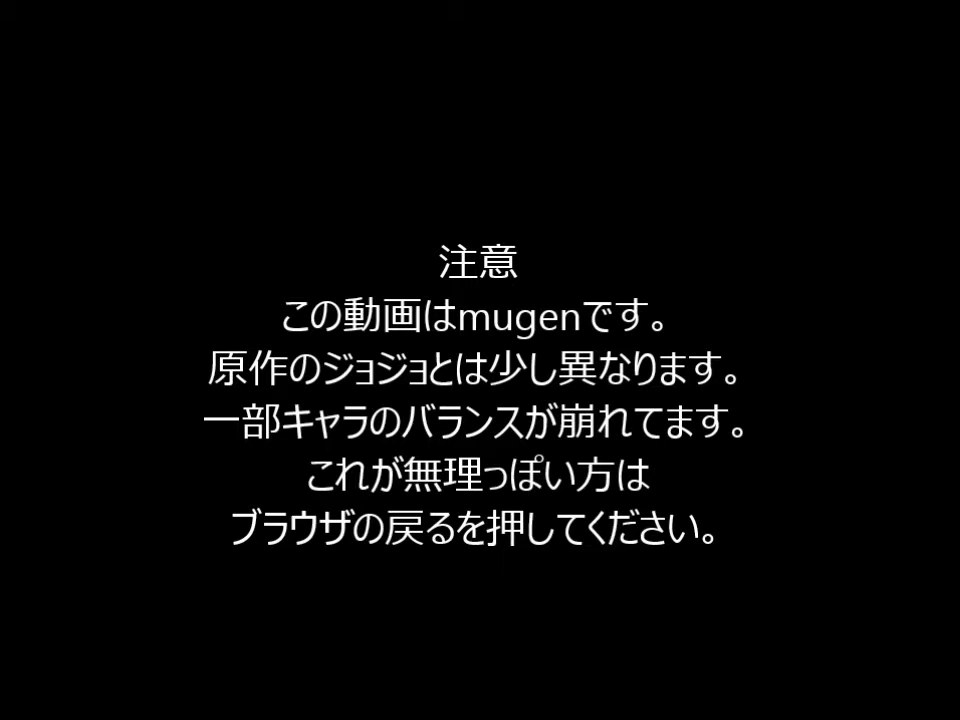 注意
この動画はmugenです。
原作のジョジョとは少し異なります。
一部キャラのバランスが崩れてます。
これが無理っぽい方は
ブラウザの戻るを押してください。